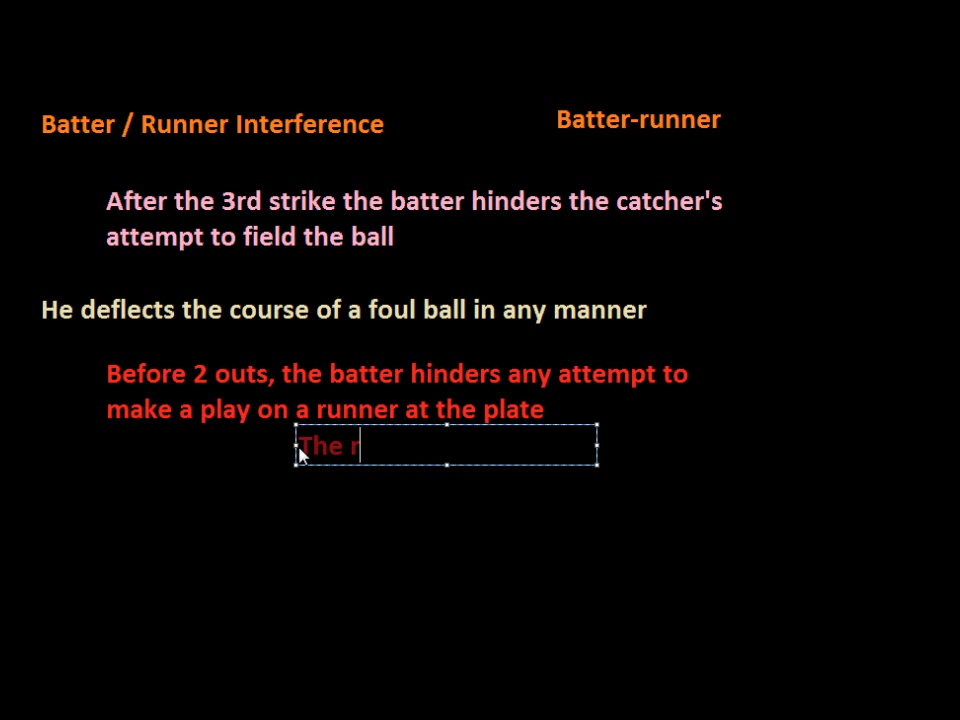 Batter / Runner Interference
Batter-runner
After the 3rd strike the batter hinders the catcher's
attempt to field the ball
He deflects the course of a foul ball in any manner
Before 2 outs, the batter hinders any attempt to
make a play on a runner at the plate
The r